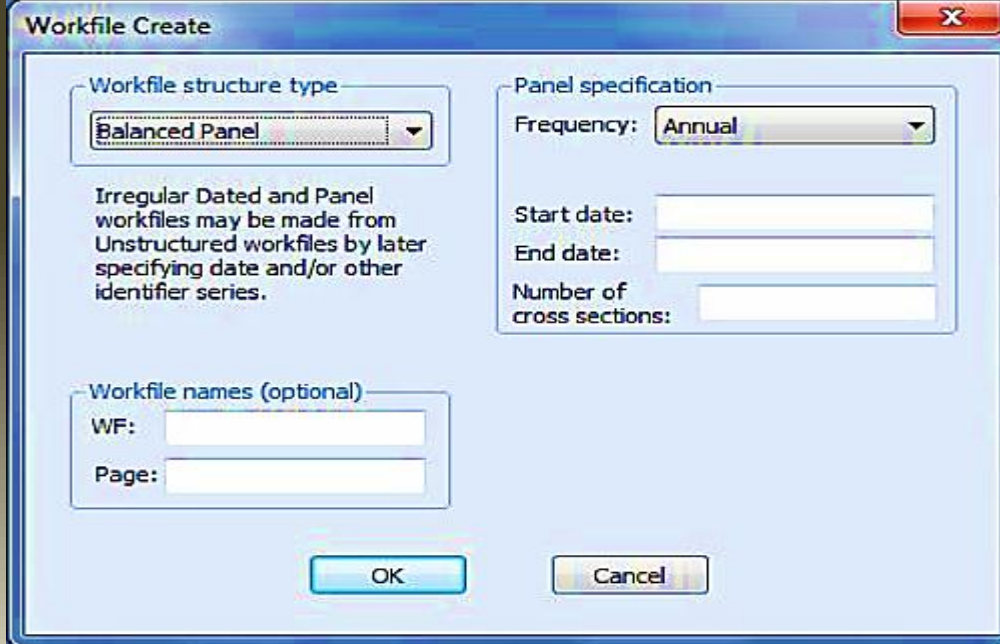 Workfile Create
Workfile structure type
Balanced Panel
Irregular Dated and Panel
workfiles may be made from
Unstructured workfiles by later
specifying date and/or other
identifier series.
Panel specification
Frequency: Annual
Start date:
End date:
Number of
cross sections:
Workfile names (optional)
WF:
Page:
OK
Cancel